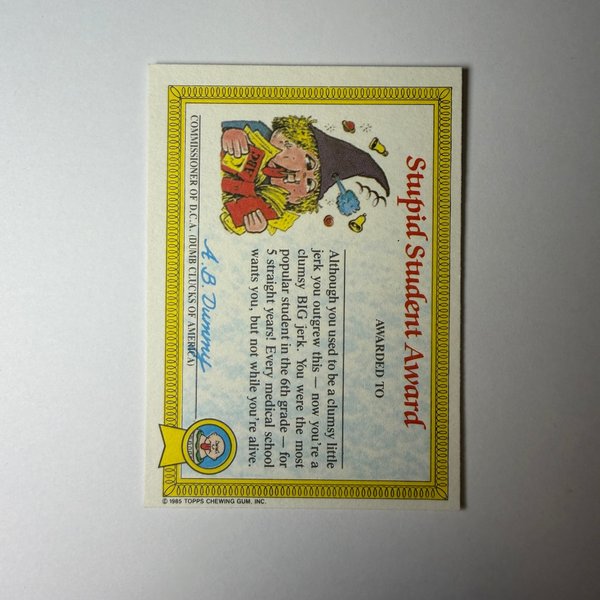 Stupid Student Award
AWARDED TO
Although you used to be a clumsy little
jerk you outgrew this — now you're a
clumsy BIG jerk. You were the most
popular student in the 6th grade — for
5 straight years! Every medical school
wants you, but not while you're alive.
ABC
A.B. Dummy
COMMISSIONER OF D.C.A. (DUMB CLUCKS OF AMERICA)
© 1985 TOPPS CHEWING GUM, INC.